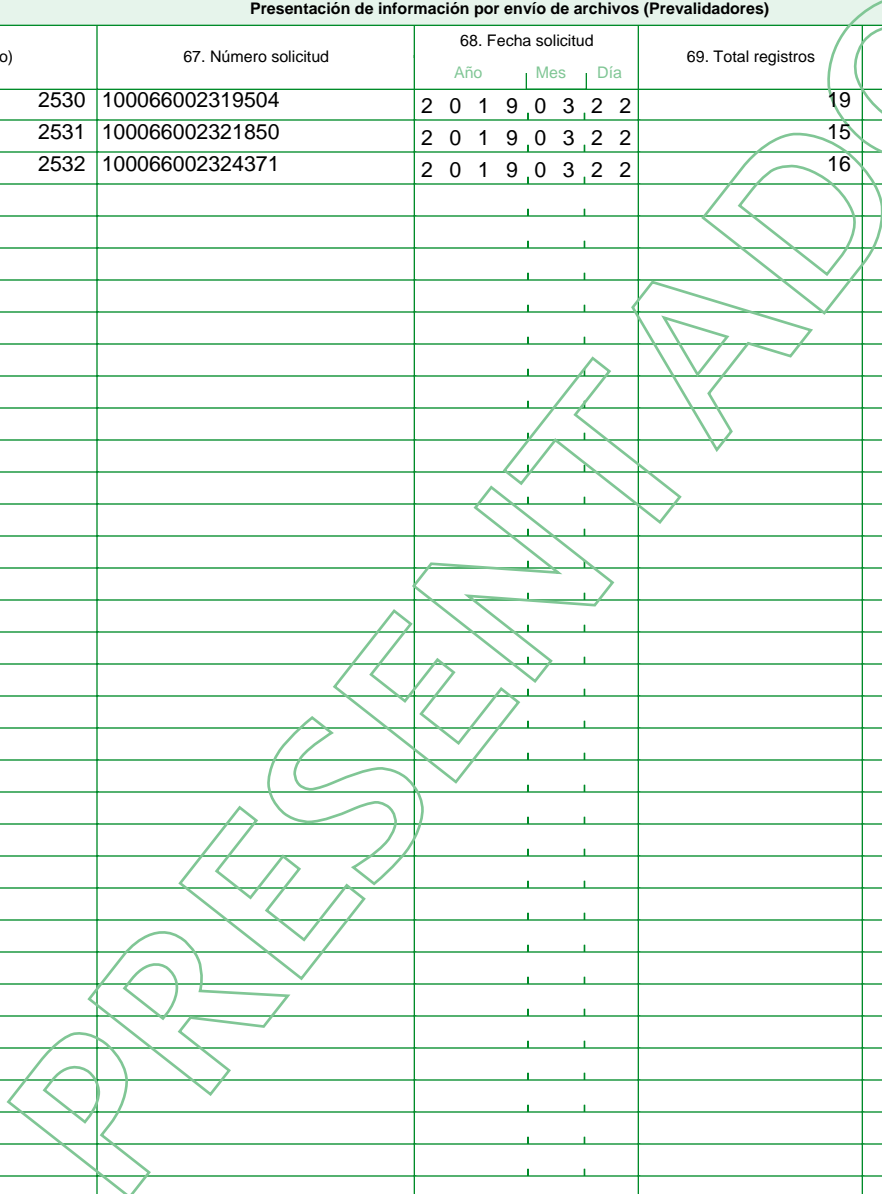 Presentación de información por envío de archivos (Prevalidadores)
o) 67. Número solicitud 68. Fecha solicitud 69. Total registros
Año Mes Día
2530 100066002319504 2 0 1 9 0 3 2 2 19
2531 100066002321850 2 0 1 9 0 3 2 2 15
2532 100066002324371 2 0 1 9 0 3 2 2 16
PRESENTADO